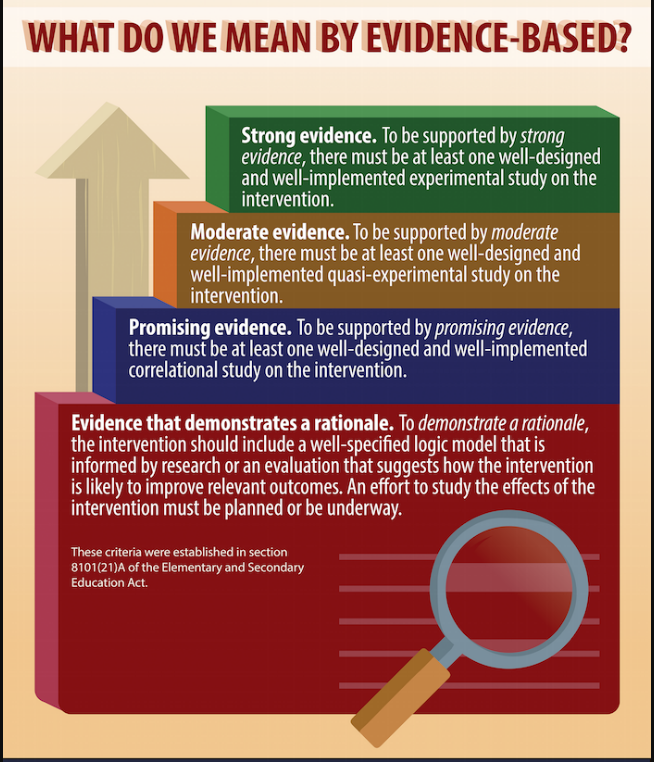 WHAT DO WE MEAN BY EVIDENCE-BASED?
Strong evidence. To be supported by strong
evidence, there must be at least one well-designed
and well-implemented experimental study on the
intervention.
Moderate evidence. To be supported by moderate
evidence, there must be at least one well-designed and
well-implemented quasi-experimental study on the
intervention.
Promising evidence. To be supported by promising evidence,
there must be at least one well-designed and well-implemented
correlational study on the intervention.
Evidence that demonstrates a rationale. To demonstrate a rationale,
the intervention should include a well-specified logic model that is
informed by research or an evaluation that suggests how the intervention
is likely to improve relevant outcomes. An effort to study the effects of the
intervention must be planned or be underway.
These criteria were established in section
8101(21)A of the Elementary and Secondary
Education Act.